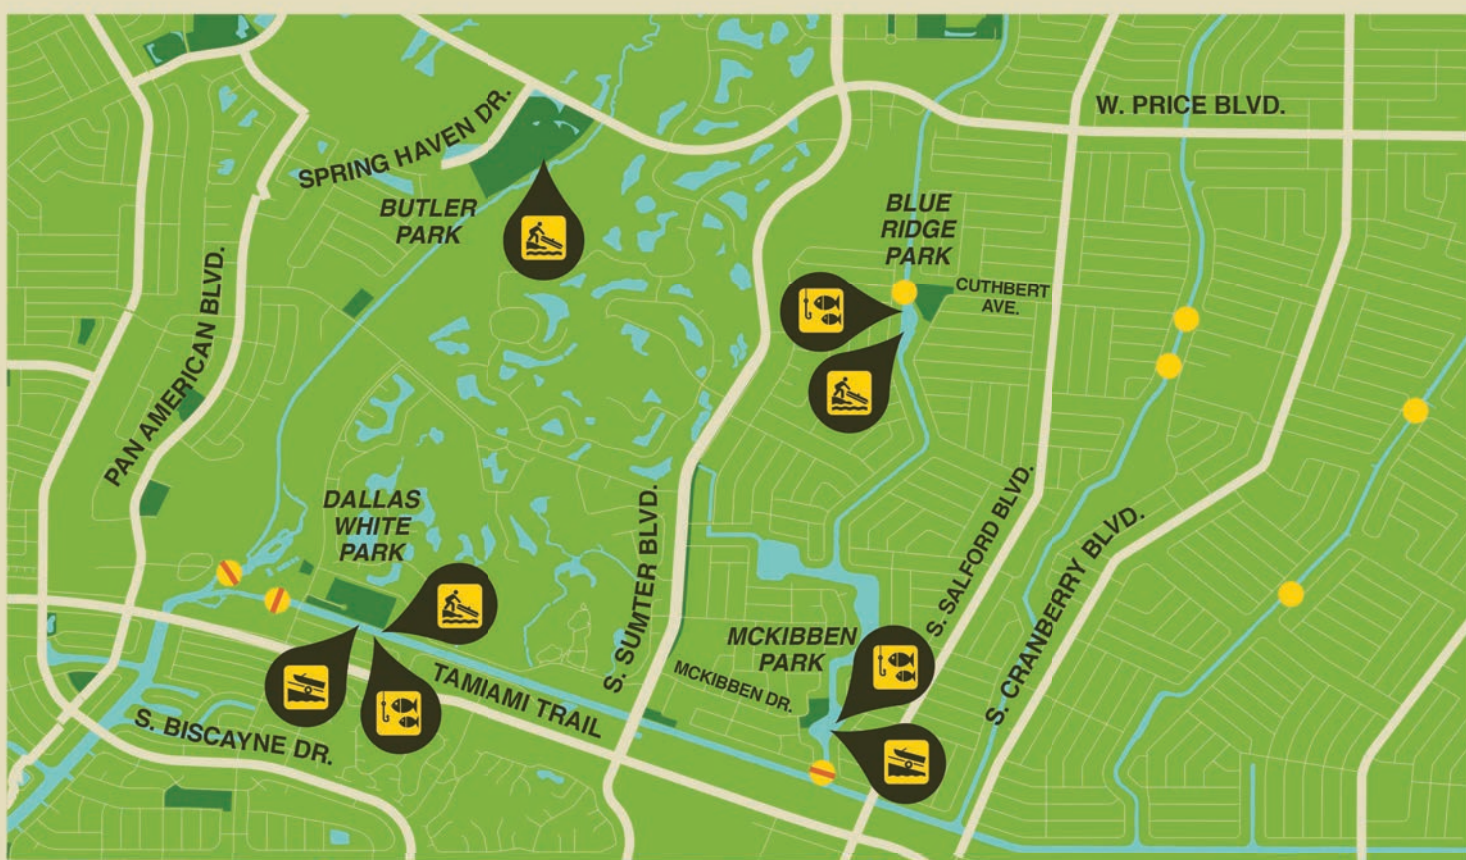 W. PRICE BLVD.
SPRING HAVEN DR.
BUTLER
PARK
BLUE
RIDGE
PARK
CUTHBERT
AVE.
PAN AMERICAN BLVD.
DALLAS
WHITE
PARK
S. SUMTER BLVD.
S. SALFORD BLVD.
S. CRANBERRY BLVD.
MCKIBBEN
PARK
MCKIBBEN DR.
TAMIAMI TRAIL
S. BISCAYNE DR.